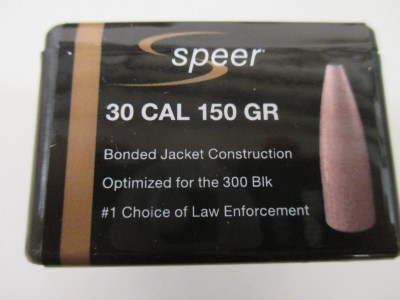 speer
30 CAL 150 GR
Bonded Jacket Construction
Optimized for the 300 Blk
#1 Choice of Law Enforcement